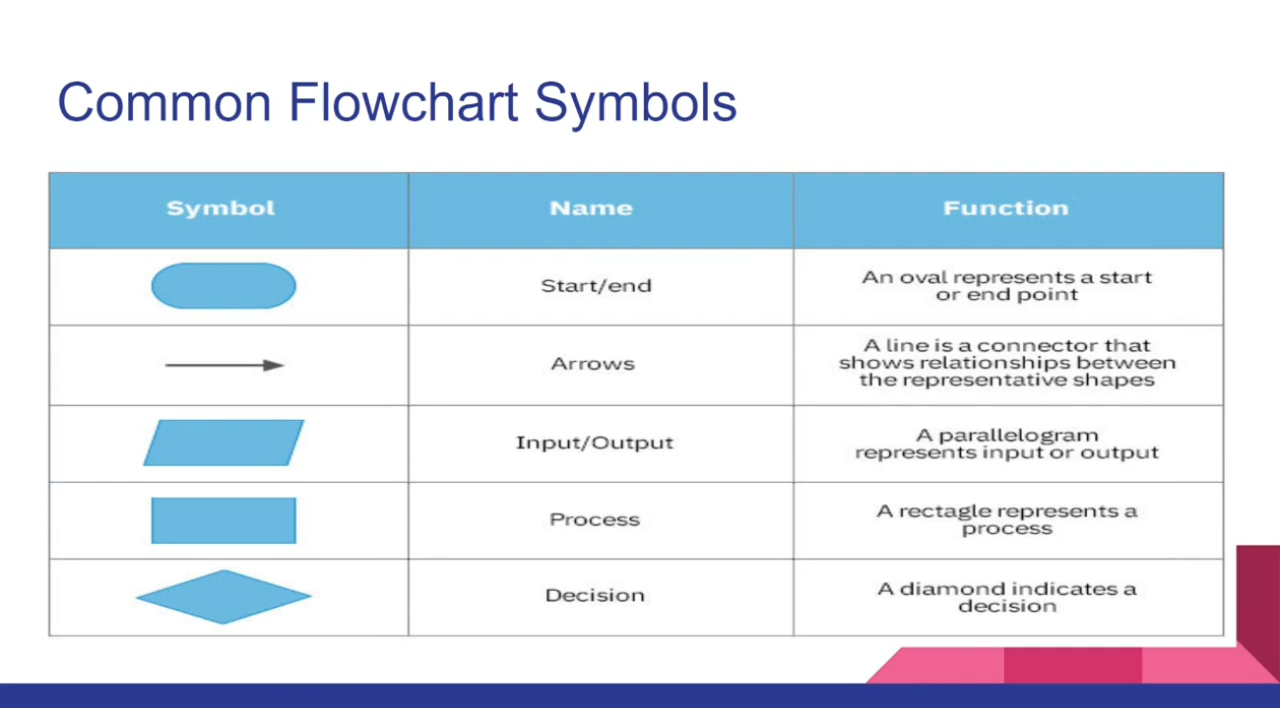 Common Flowchart Symbols
Symbol Name Function
Start/end
An oval represents a start
or end point
Arrows
A line is a connector that
shows relationships between
the representative shapes
Input/Output
A parallelogram
represents input or output
Process
A rectagle represents a
process
Decision
A diamond indicates a
decision